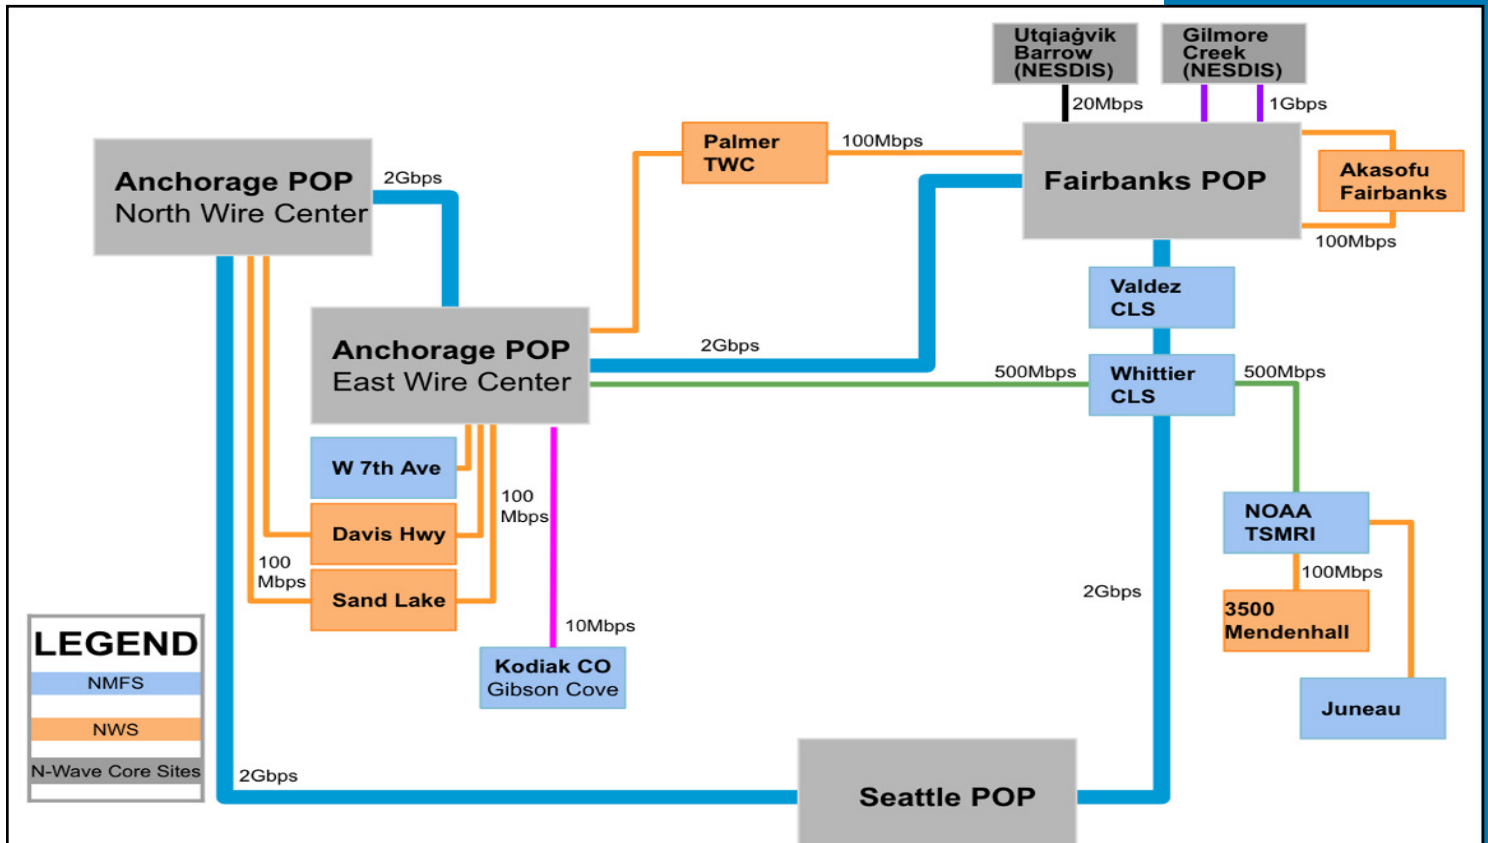 Utqiaġvik
Barrow
(NESDIS)
Gilmore
Creek
(NESDIS)
20Mbps
1Gbps
Palmer
TWC
100Mbps
Fairbanks POP
Akasofu
Fairbanks
100Mbps
Anchorage POP
North Wire Center
2Gbps
Valdez
CLS
Anchorage POP
East Wire Center
2Gbps
500Mbps
Whittier
CLS
500Mbps
W 7th Ave
100
Mbps
Davis Hwy
100
Mbps
Sand Lake
NOAA
TSMRI
100Mbps
2Gbps
3500
Mendenhall
10Mbps
Kodiak CO
Gibson Cove
Juneau
LEGEND
NMFS
NWS
N-Wave Core Sites
2Gbps
Seattle POP